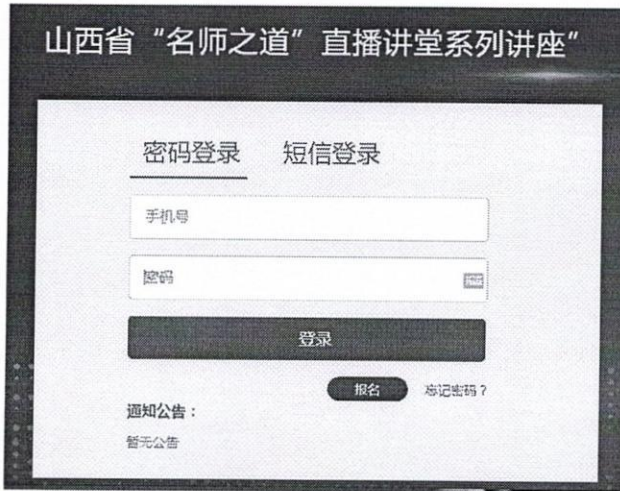 山西省“名师之道”直播讲堂系列讲座”
密码登录 短信登录
手机号
密码
登录
报名 忘记密码？
通知公告：
暂无公告